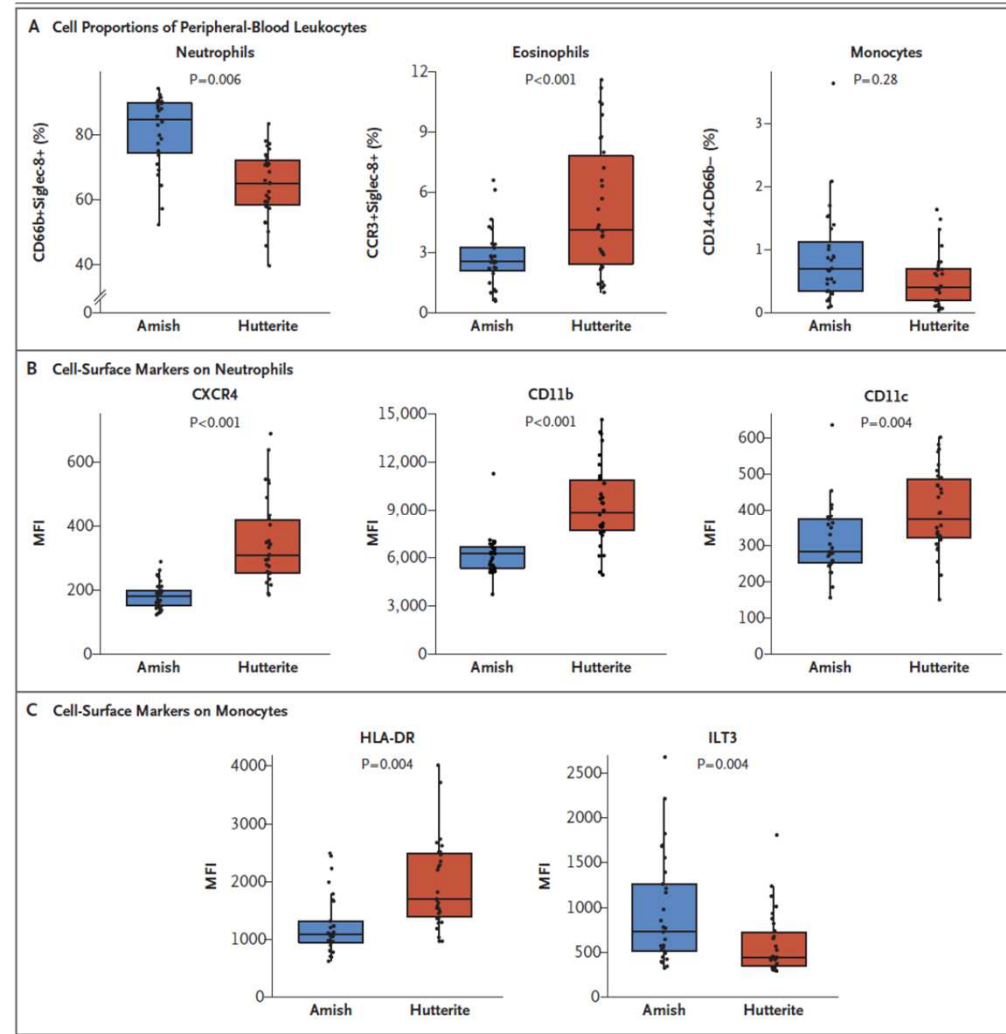 A Cell Proportions of Peripheral-Blood Leukocytes
Neutrophils
P=0.006
CD66b+Siglec-8+ (%)
80
60
40
0
Amish Hutterite
Eosinophils
P<0.001
CCR3+Siglec-8+ (%)
12
9
6
3
0
Amish Hutterite
Monocytes
P=0.28
CD14+CD66b− (%)
3
2
1
0
Amish Hutterite
B Cell-Surface Markers on Neutrophils
CXCR4
P<0.001
MFI
600
400
200
0
Amish Hutterite
CD11b
P<0.001
MFI
15,000
12,000
9,000
6,000
3,000
0
Amish Hutterite
CD11c
P=0.004
MFI
600
500
400
300
200
100
0
Amish Hutterite
C Cell-Surface Markers on Monocytes
HLA-DR
P=0.004
MFI
4000
3000
2000
1000
0
Amish Hutterite
ILT3
P=0.004
MFI
2500
2000
1500
1000
500
0
Amish Hutterite